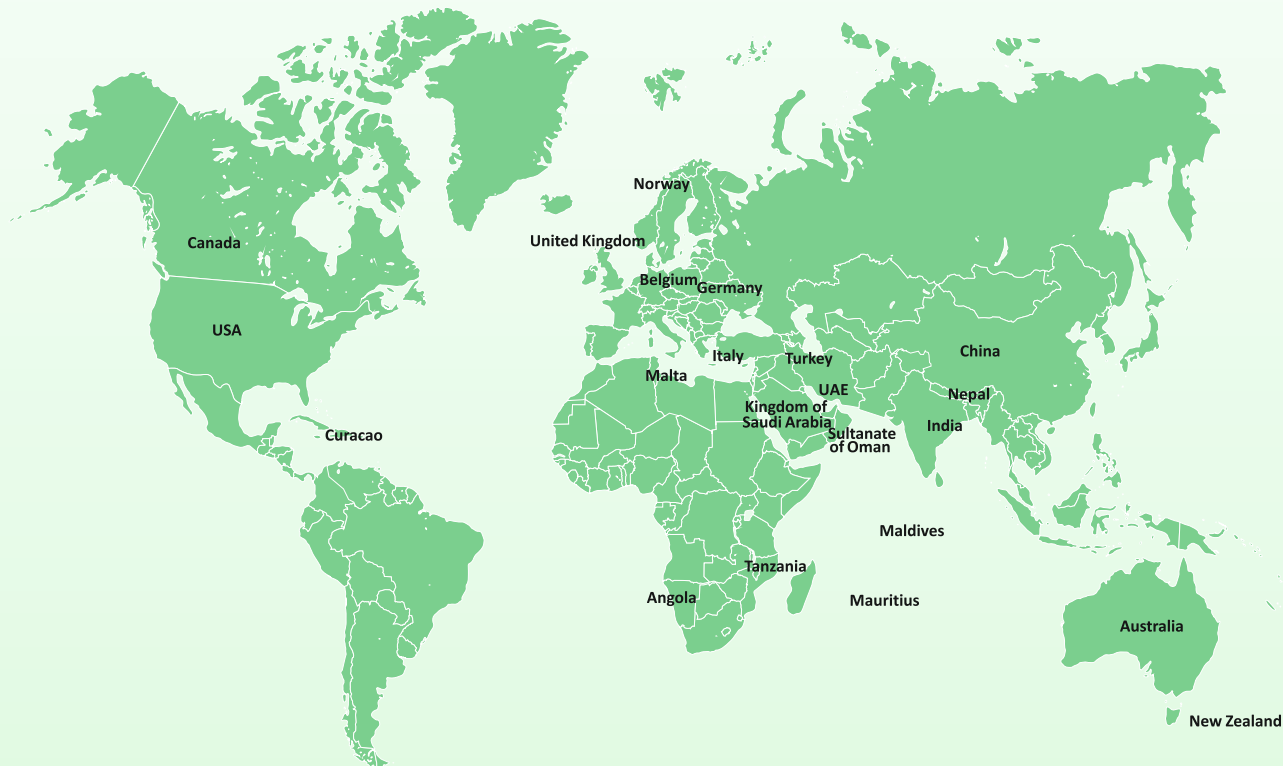 Norway
United Kingdom
Canada
Belgium
Germany
USA
China
Italy
Turkey
Malta
UAE
Nepal
Kingdom of
Saudi Arabia
India
Curacao
Sultanate
of Oman
Maldives
Tanzania
Angola
Mauritius
Australia
New Zealand